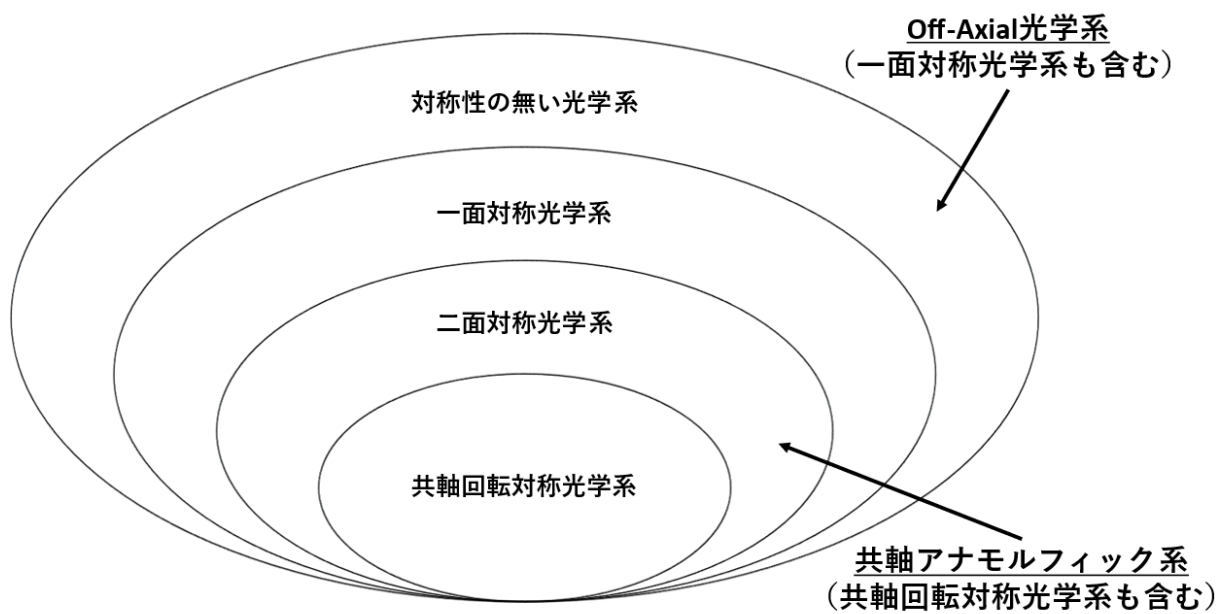 Off-Axial光学系
（一面対称光学系も含む）
対称性の無い光学系
一面対称光学系
二面対称光学系
共軸回転対称光学系
共軸アナモルフィック系
（共軸回転対称光学系も含む）